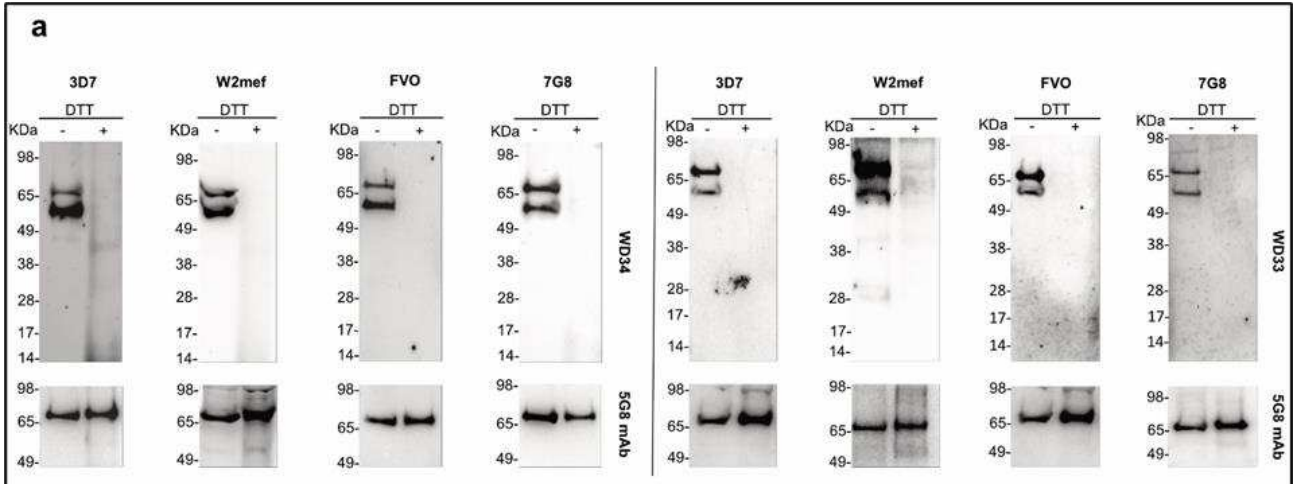 a
3D7 W2mef FVO 7G8 3D7 W2mef FVO 7G8
DTT DTT DTT DTT DTT DTT DTT DTT
KDa - + KDa - + KDa - + KDa - + KDa - + KDa - + KDa - + KDa - +
98- 98- 98- 98- 98- 98- 98- 98-
65- 65- 65- 65- 65- 65- 65- 65-
49- 49- 49- 49- 49- 49- 49- 49-
38- 38- 38- 38- 38- 38- 38- 38-
28- 28- 28- 28- 28- 28- 28- 28-
17- 17- 17- 17- 17- 17- 17- 17-
14- 14- 14- 14- 14- 14- 14- 14-
WD34
WD33
98- 98- 98- 98- 98- 98- 98- 98-
65- 65- 65- 65- 65- 65- 65- 65-
49- 49- 49- 49- 49- 49- 49- 49-
5G8 mAb
5G8 mAb